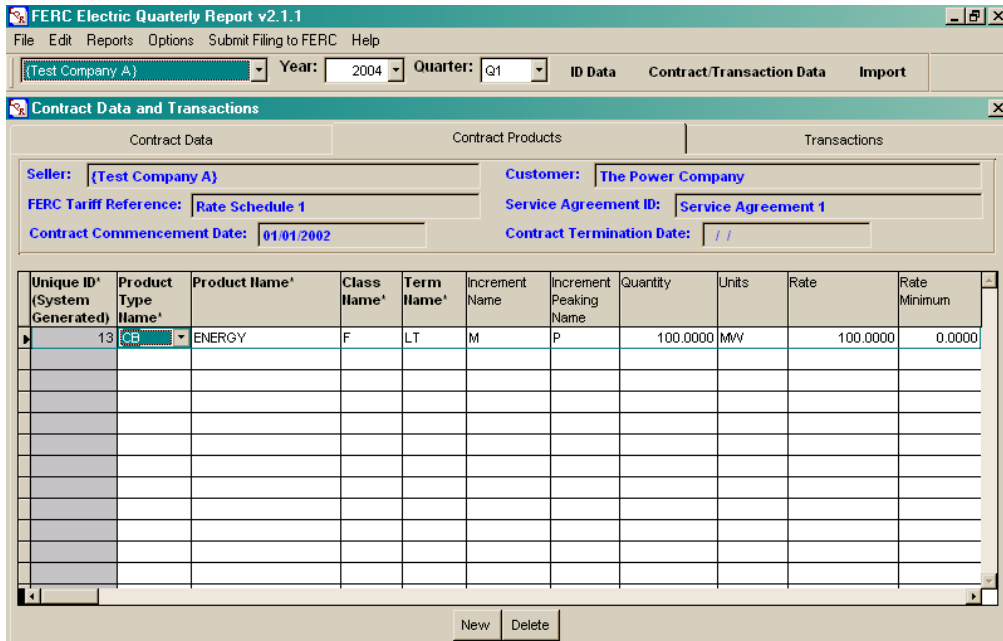 FERC Electric Quarterly Report v2.1.1
File Edit Reports Options Submit Filing to FERC Help
{Test Company A} Year: 2004 Quarter: Q1 ID Data Contract/Transaction Data Import
Contract Data and Transactions
Contract Data Contract Products Transactions
Seller: {Test Company A} Customer: The Power Company
FERC Tariff Reference: Rate Schedule 1 Service Agreement ID: Service Agreement 1
Contract Commencement Date: 01/01/2002 Contract Termination Date: / /
Unique ID* Product Product Name* Class Term Increment Increment Quantity Units Rate Rate
(System Type Name* Name* Name Peaking Minimum
Generated) Name* Name
13 CB ENERGY F LT M P 100.0000 MW 100.0000 0.0000
New Delete